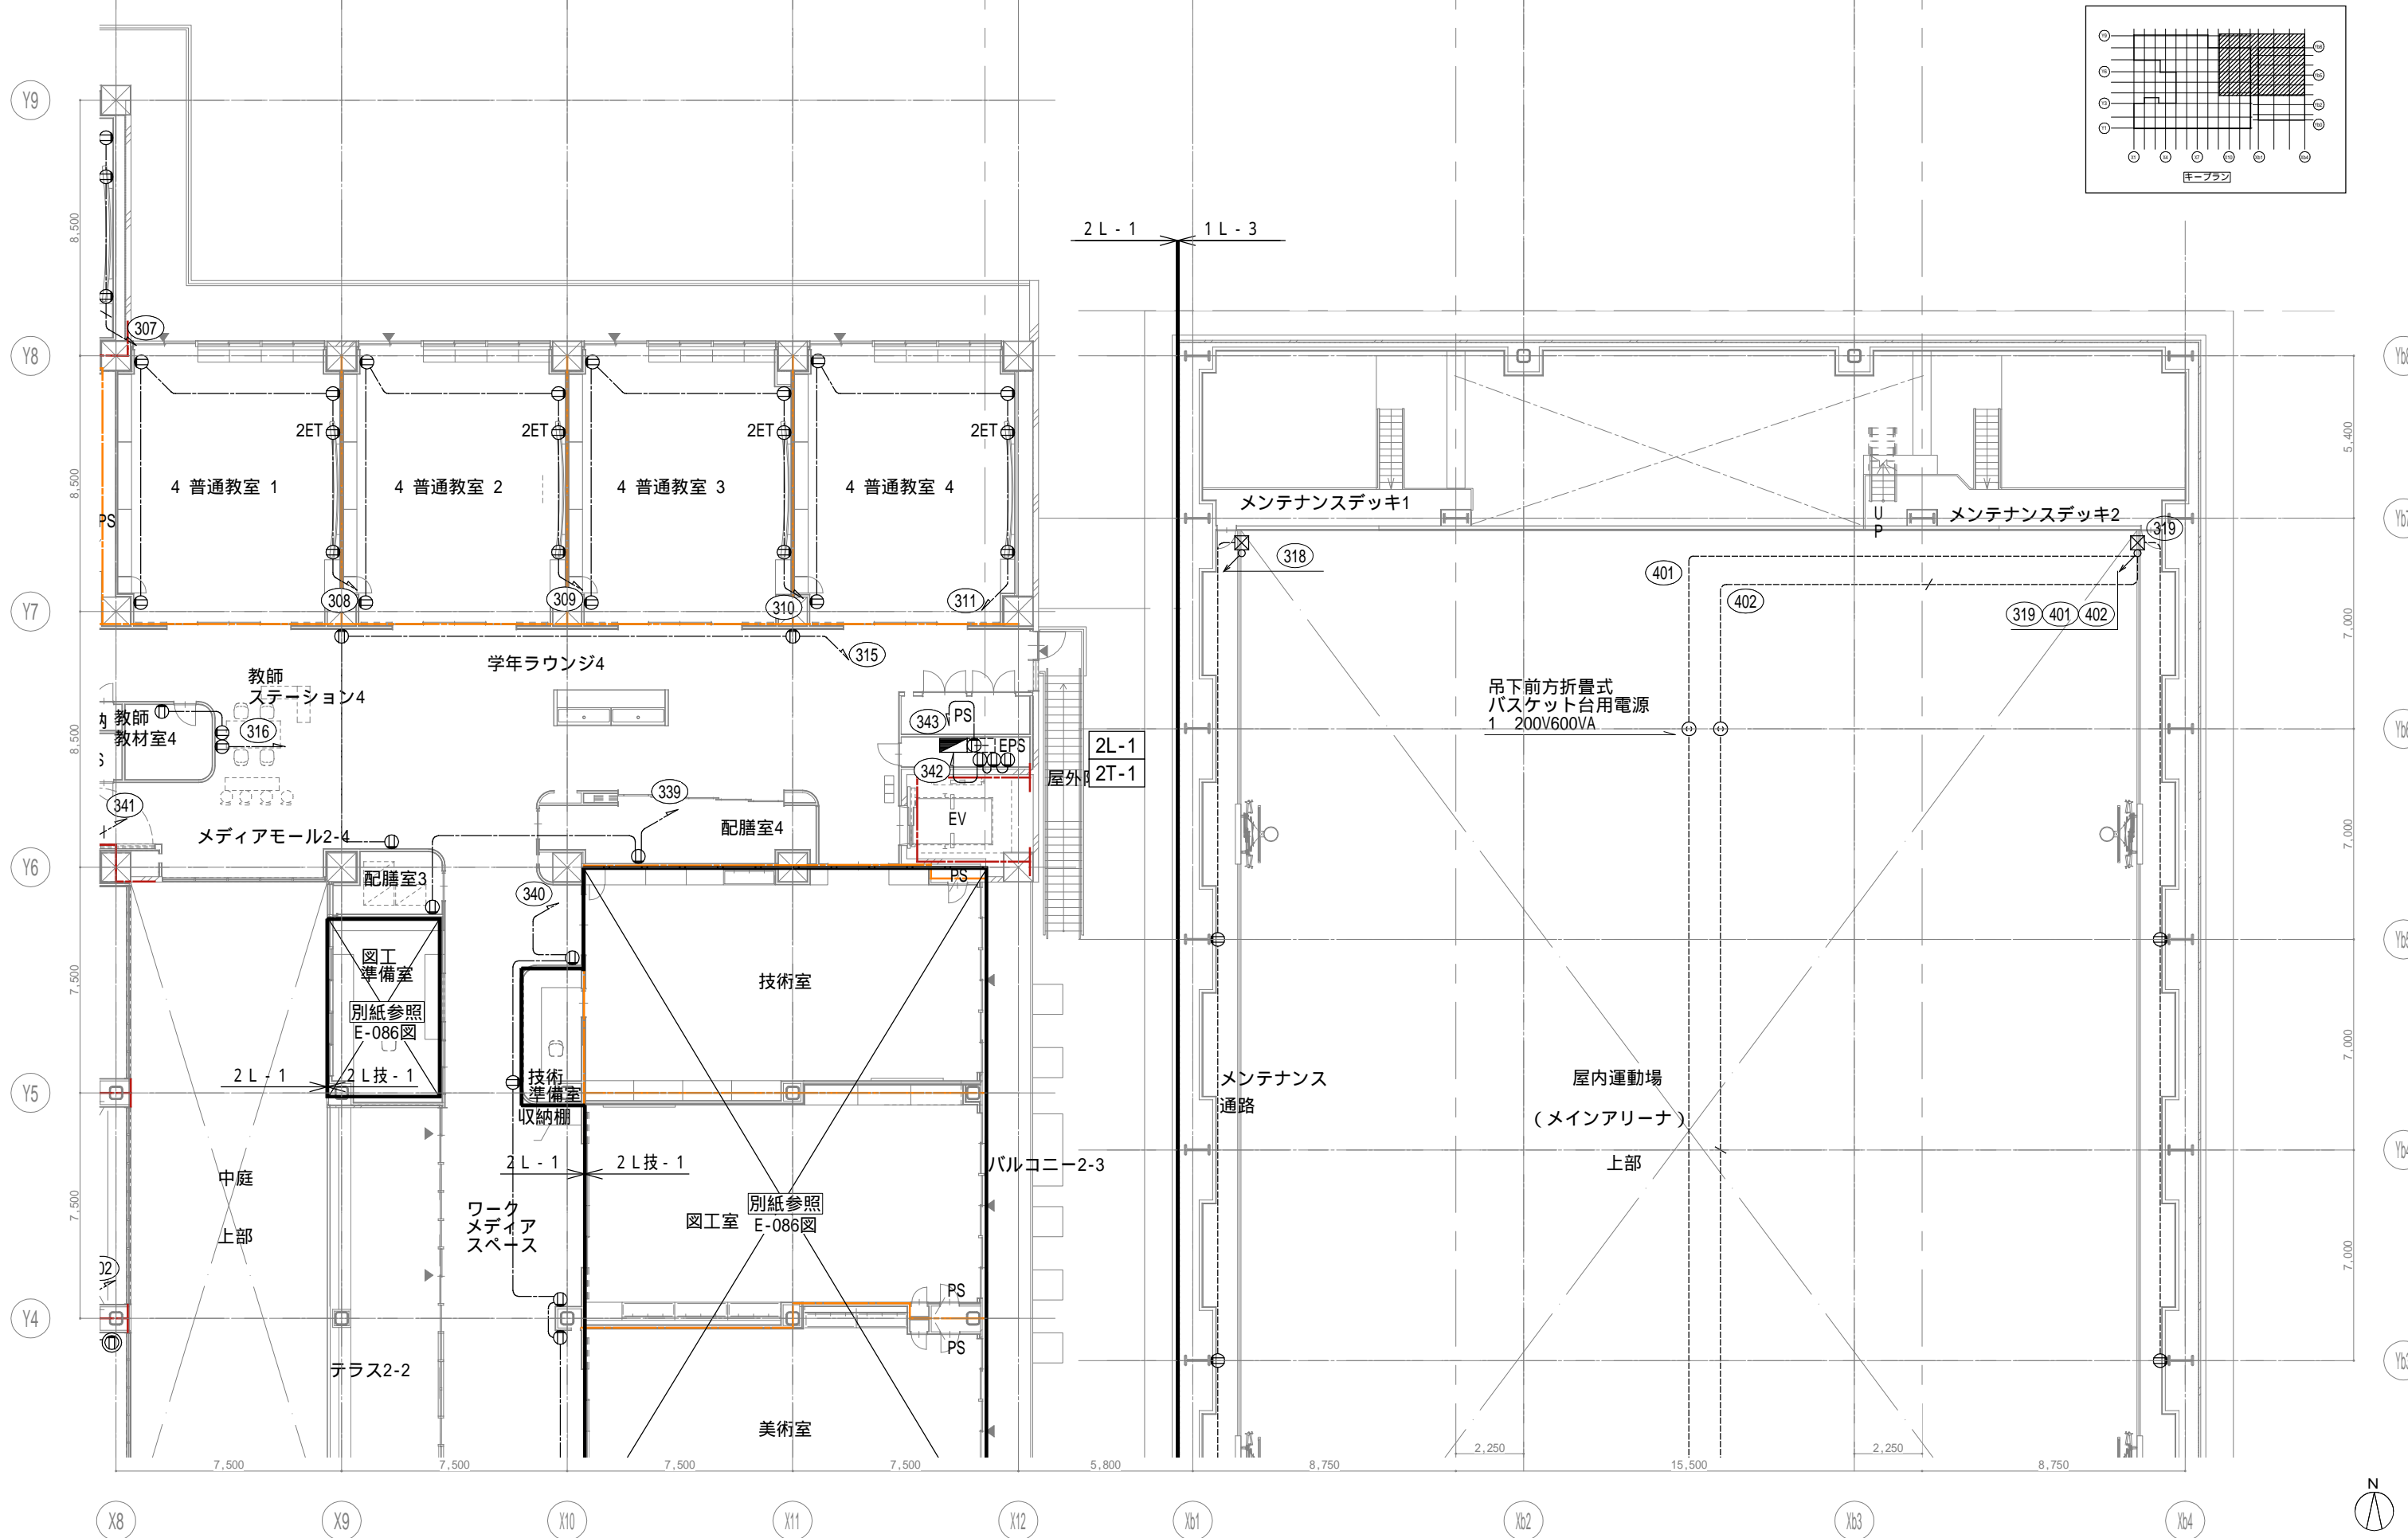 キープラン
Y9
Y8
Y7
Y6
Y5
Y4
8,500
8,500
8,500
7,500
7,500
2 L - 1
1 L - 3
307
2ET
2ET
2ET
2ET
4 普通教室 1
4 普通教室 2
4 普通教室 3
4 普通教室 4
PS
308
309
310
311
315
学年ラウンジ4
教師
ステーション4
教師
教材室4
316
341
メディアモール2-4
339
配膳室4
343
PS
EPS
342
EV
2L-1
2T-1
配膳室3
340
PS
図工
準備室
別紙参照
E-086図
2 L - 1
2 L技 - 1
技術室
技術
準備室
収納棚
2 L - 1
2 L技 - 1
バルコニー2-3
中庭
上部
ワーク
メディア
スペース
図工室
別紙参照
E-086図
PS
PS
テラス2-2
美術室
メンテナンスデッキ1
U
P
メンテナンスデッキ2
318
319
401
402
319
401
402
吊下前方折畳式
バスケット台用電源
1 200V600VA
メンテナンス
通路
屋内運動場
(メインアリーナ)
上部
5,400
7,000
7,000
7,000
7,000
2,250
2,250
7,500
7,500
7,500
7,500
5,800
8,750
15,500
8,750
X8
X9
X10
X11
X12
Xb1
Xb2
Xb3
Xb4
N